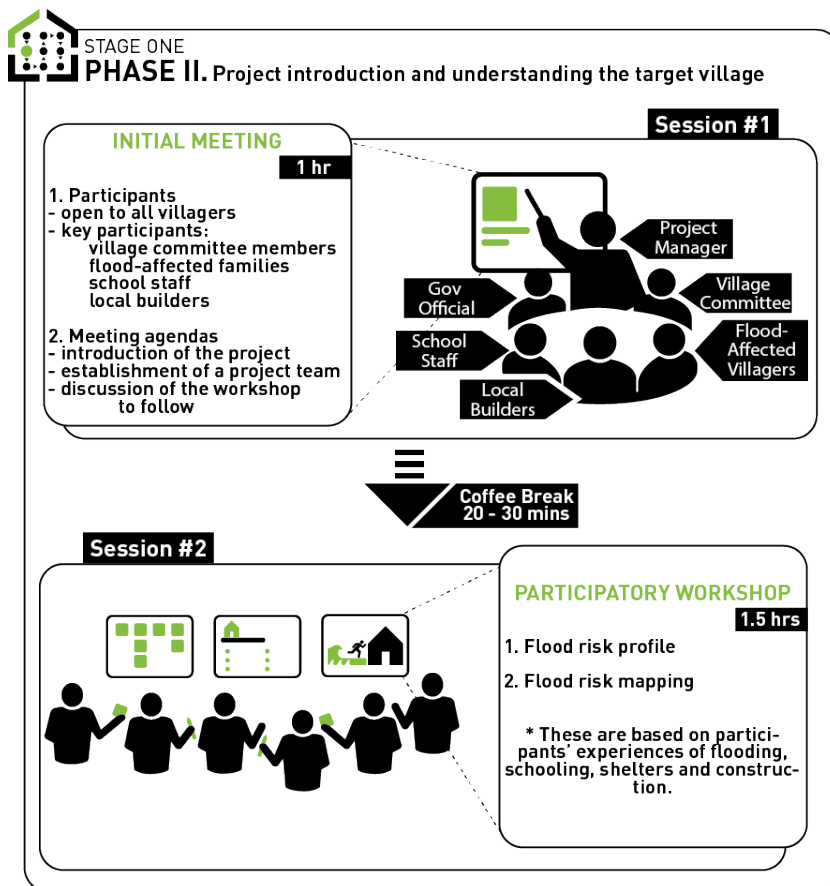 STAGE ONE
PHASE II. Project introduction and understanding the target village
Session #1
INITIAL MEETING
1 hr
1. Participants
- open to all villagers
- key participants:
village committee members
flood-affected families
school staff
local builders
2. Meeting agendas
- introduction of the project
- establishment of a project team
- discussion of the workshop
to follow
Project
Manager
Gov
Official
Village
Committee
School
Staff
Flood-
Affected
Villagers
Local
Builders
Coffee Break
20 - 30 mins
Session #2
PARTICIPATORY WORKSHOP
1.5 hrs
1. Flood risk profile
2. Flood risk mapping
* These are based on partici-
pants' experiences of flooding,
schooling, shelters and construc-
tion.